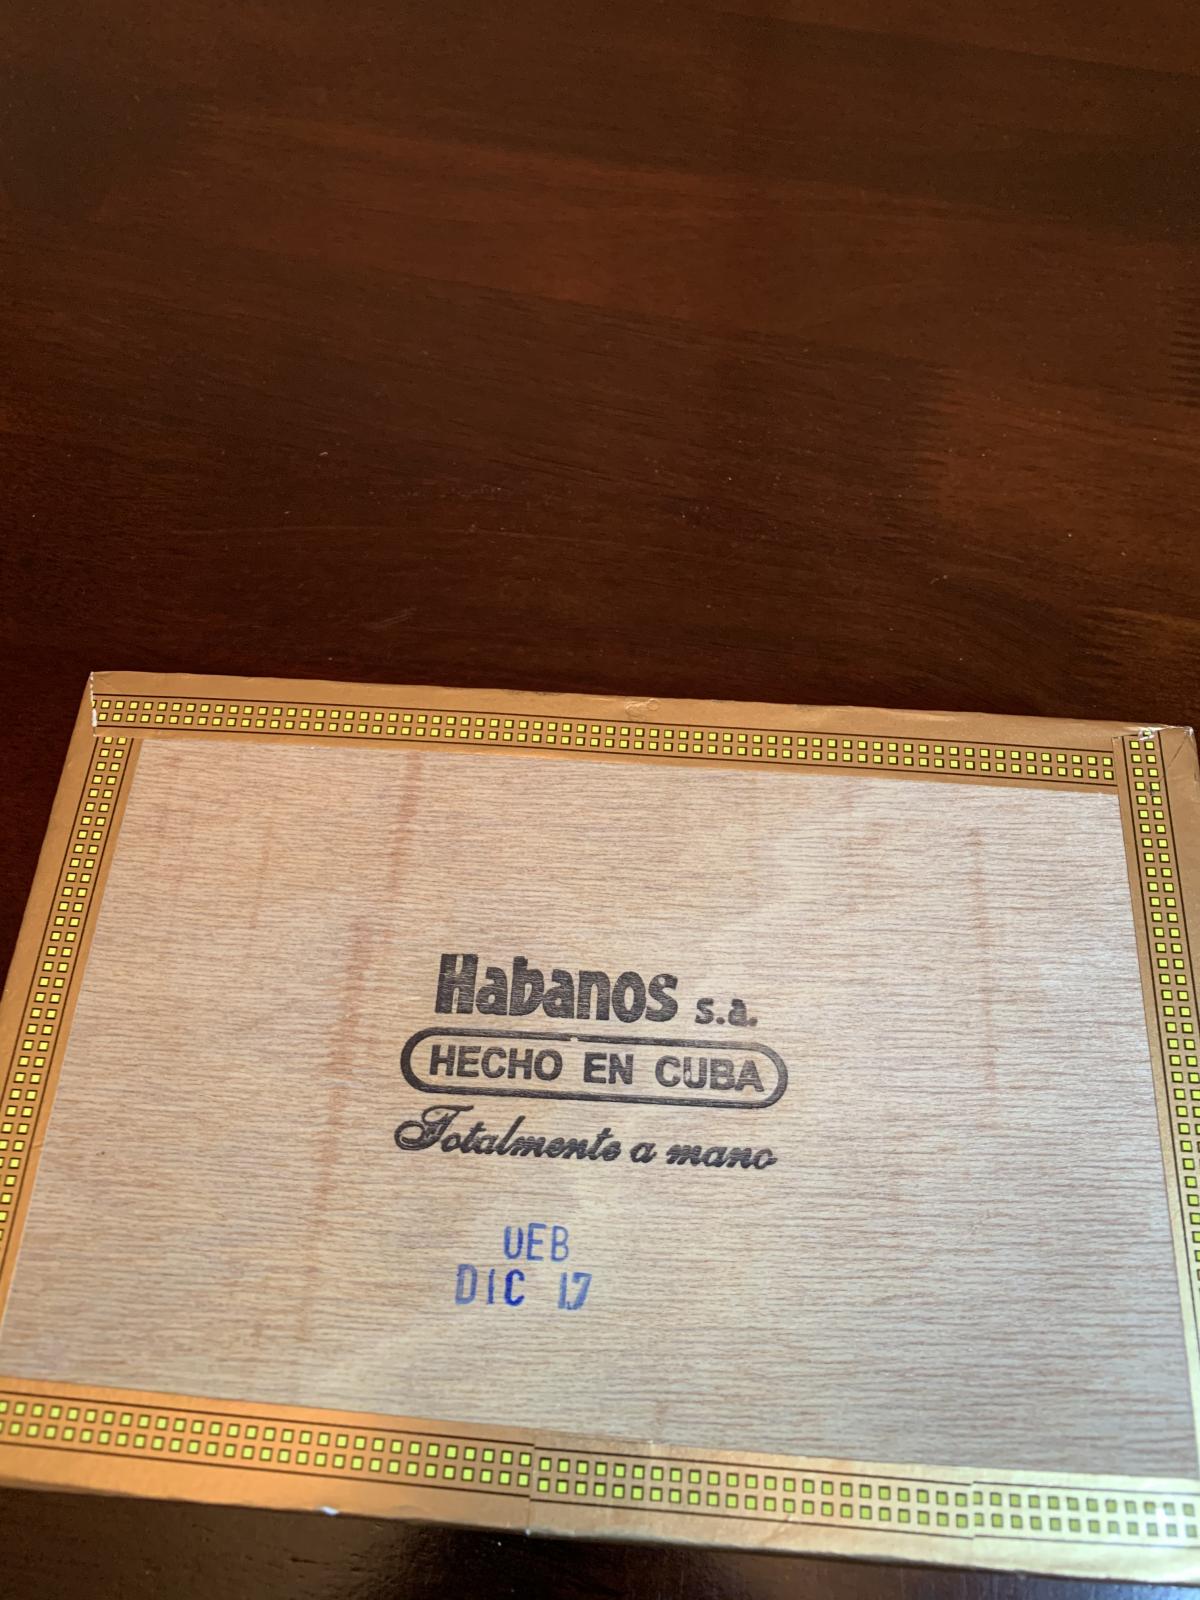 Habanos s.a.
HECHO EN CUBA
Totalmente a mano
UEB
DIC 17